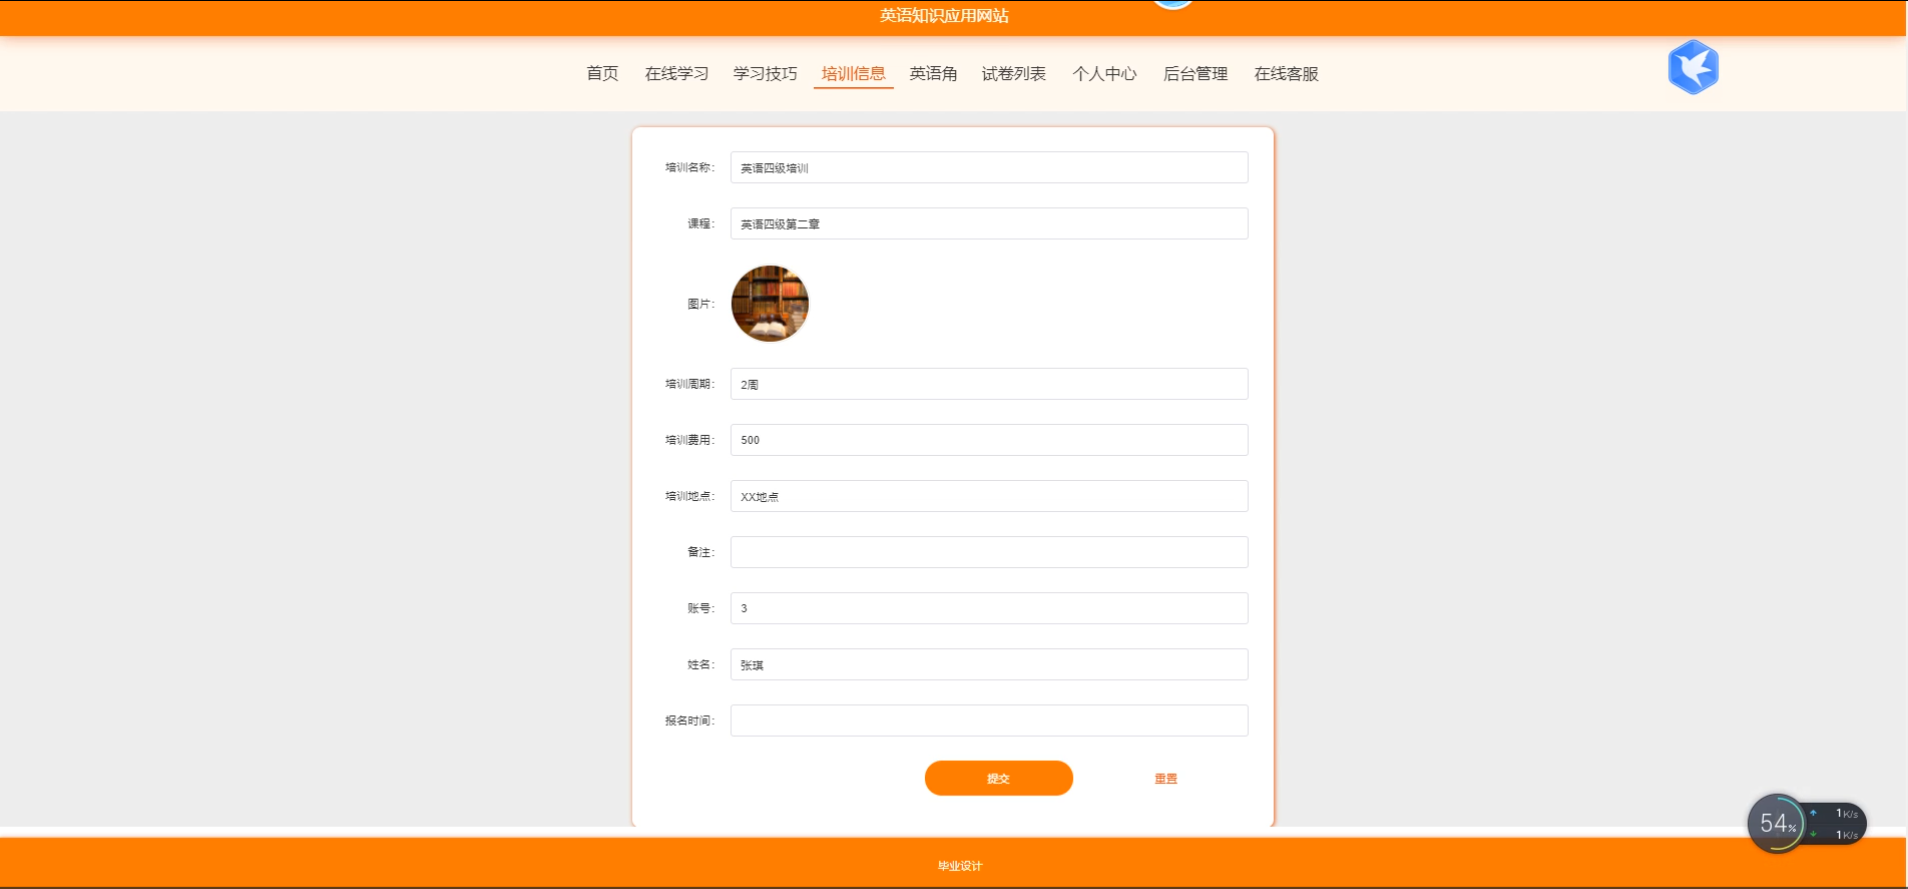 英语知识应用网站
首页 在线学习 学习技巧 培训信息 英语角 试卷列表 个人中心 后台管理 在线客服
培训名称： 英语四级培训
课程： 英语四级第二章
图片：
培训周期： 2周
培训费用： 500
培训地点： XX地点
备注：
账号： 3
姓名： 张琪
报名时间：
提交 重置
54% 1K/s
1K/s
毕业设计